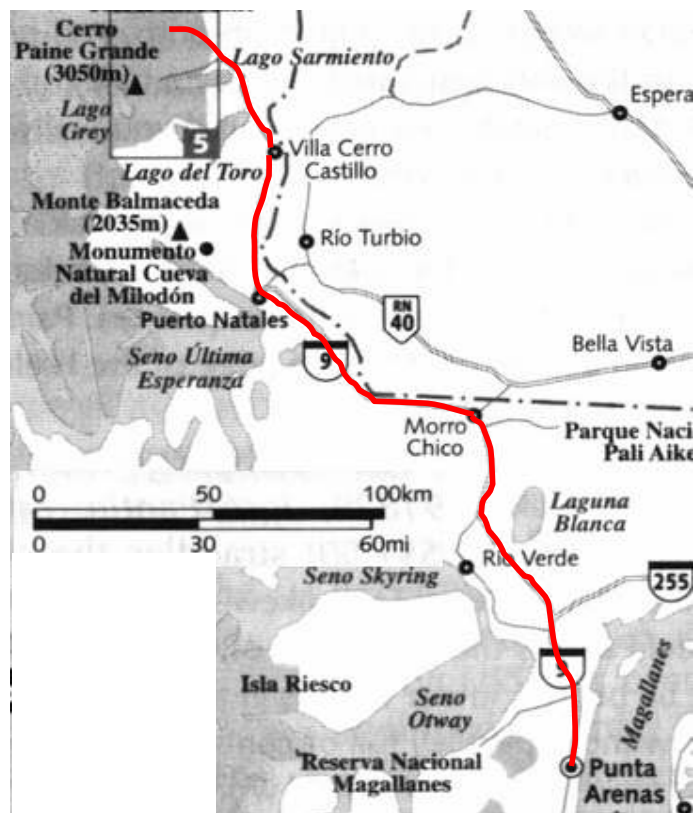 Cerro
Paine Grande
(3050m)
Lago Sarmiento
Lago
Grey
5
Espera
Villa Cerro
Castillo
Lago del Toro
Monte Balmaceda
(2035m)
Río Turbio
Monumento
Natural Cueva
del Milodón
Puerto Natales
RN
40
Bella Vista
Seno Última
Esperanza
9
Morro
Chico
Parque Naci
Pali Aike
0 50 100km
0 30 60mi
Laguna
Blanca
Río Verde
Seno Skyring
255
Isla Riesco
Seno
Otway
9
Magallanes
Reserva Nacional
Magallanes
Punta
Arenas